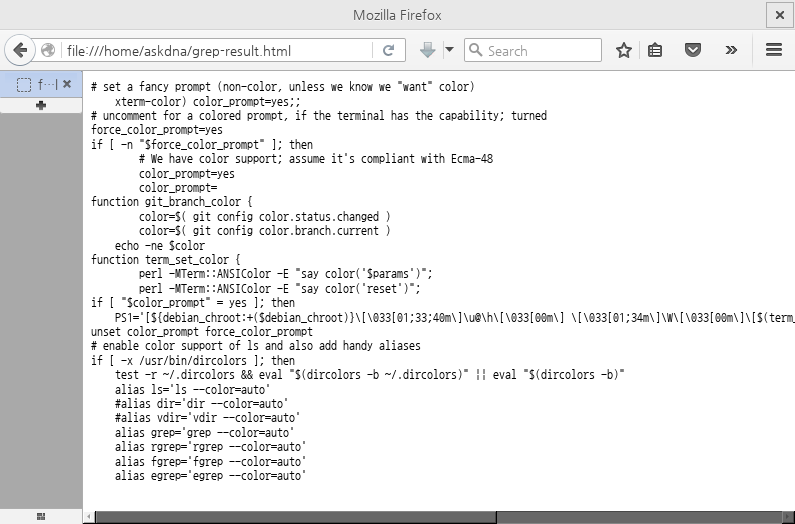 Mozilla Firefox
file:///home/askdna/grep-result.html
Search
f···l
# set a fancy prompt (non-color, unless we know we "want" color)
    xterm-color) color_prompt=yes;;
# uncomment for a colored prompt, if the terminal has the capability; turned
force_color_prompt=yes
if [ -n "$force_color_prompt" ]; then
        # We have color support; assume it's compliant with Ecma-48
        color_prompt=yes
        color_prompt=
function git_branch_color {
        color=$( git config color.status.changed )
        color=$( git config color.branch.current )
    echo -ne $color
function term_set_color {
        perl -MTerm::ANSIColor -E "say color('$params')";
        perl -MTerm::ANSIColor -E "say color('reset')";
if [ "$color_prompt" = yes ]; then
    PS1='[${debian_chroot:+($debian_chroot)}\[\033[01;33;40m\]\u@\h\[\033[00m\] \[\033[01;34m\]\W\[\033[00m\]\[$(term_
unset color_prompt force_color_prompt
# enable color support of ls and also add handy aliases
if [ -x /usr/bin/dircolors ]; then
    test -r ~/.dircolors && eval "$(dircolors -b ~/.dircolors)" || eval "$(dircolors -b)"
    alias ls='ls --color=auto'
    #alias dir='dir --color=auto'
    #alias vdir='vdir --color=auto'
    alias grep='grep --color=auto'
    alias rgrep='rgrep --color=auto'
    alias fgrep='fgrep --color=auto'
    alias egrep='egrep --color=auto'